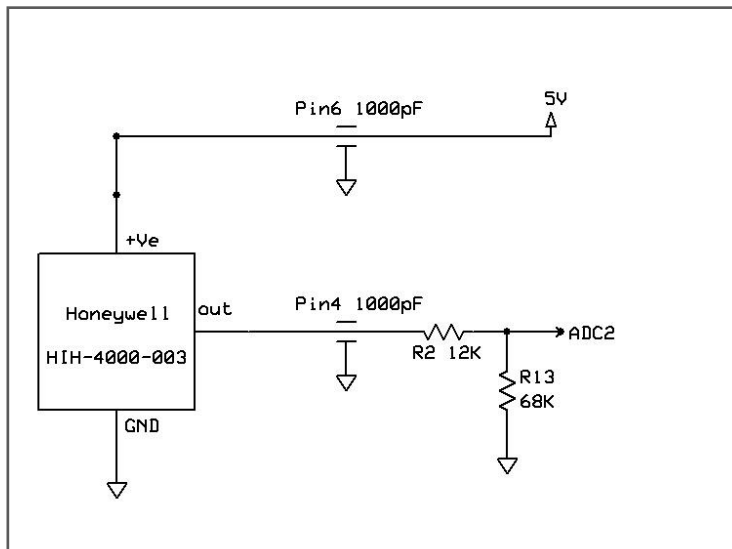 Pin6 1000pF
5V
+Ve
Honeywell
HIH-4000-003
out
Pin4 1000pF
ADC2
R2 12K
R13
68K
GND